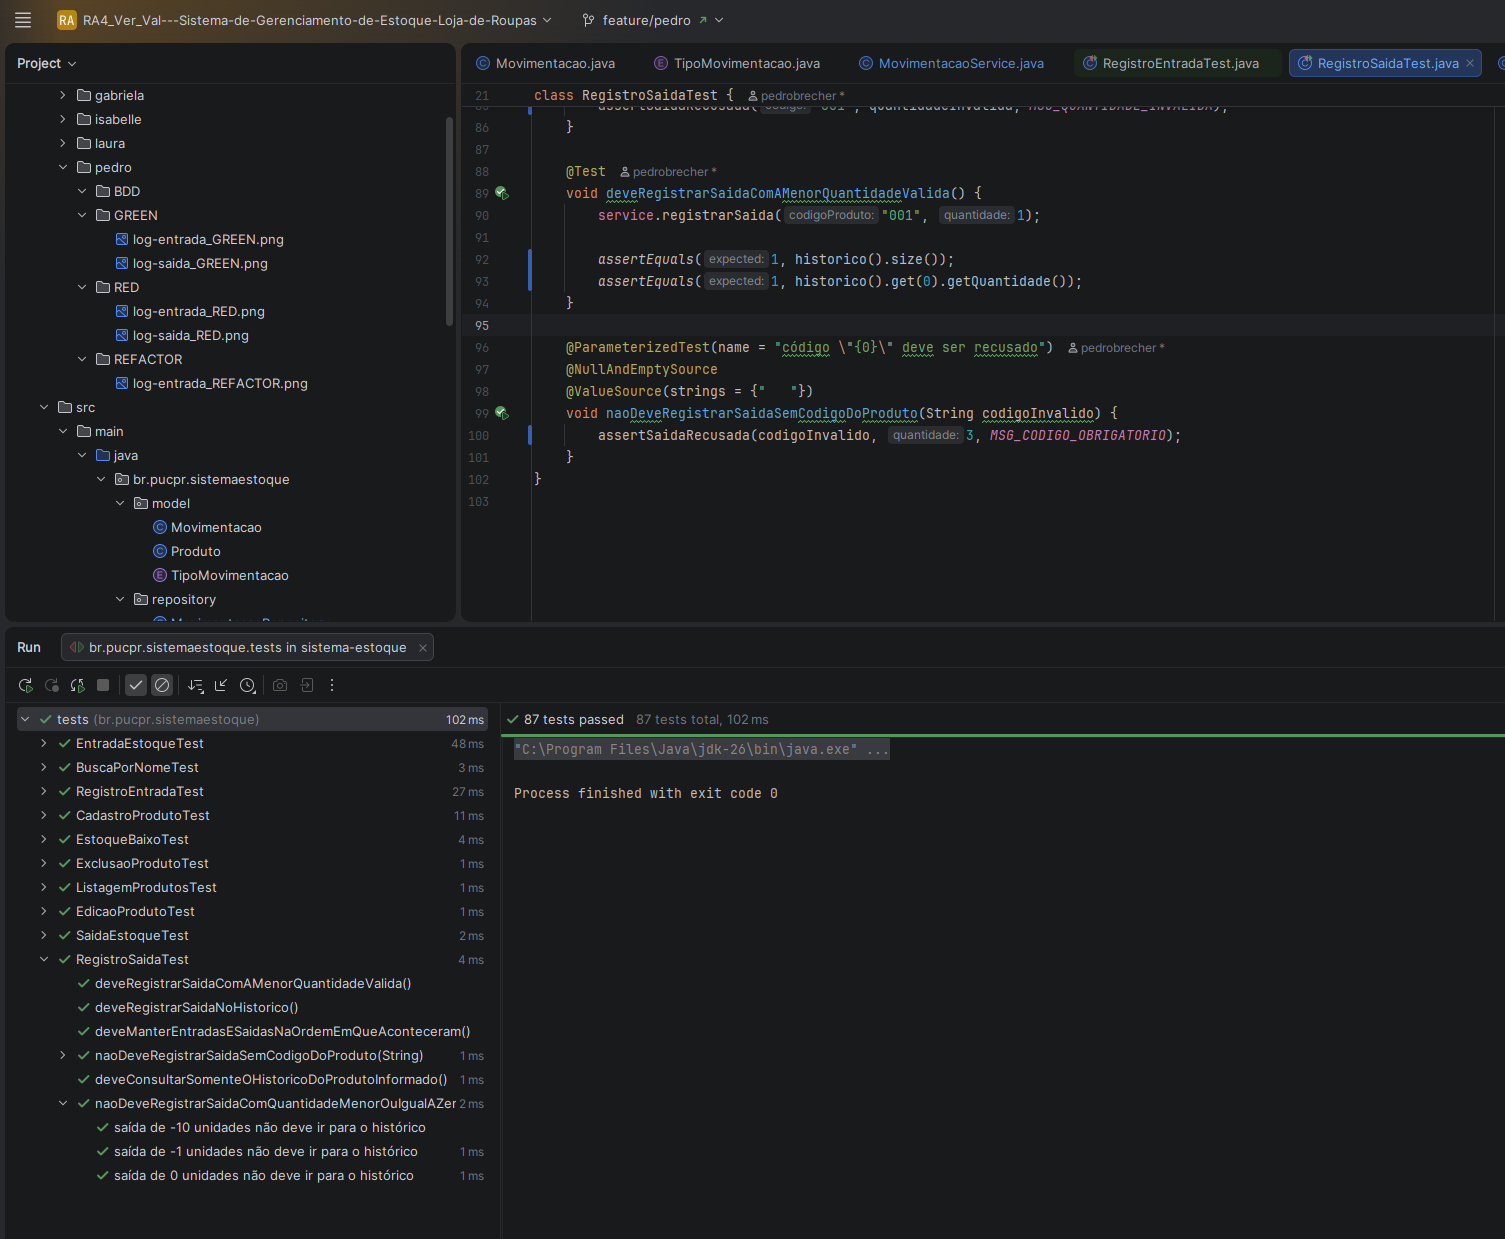 RA RA4_Ver_Val---Sistema-de-Gerenciamento-de-Estoque-Loja-de-Roupas feature/pedro
Project
gabriela
isabelle
laura
pedro
BDD
GREEN
log-entrada_GREEN.png
log-saida_GREEN.png
RED
log-entrada_RED.png
log-saida_RED.png
REFACTOR
log-entrada_REFACTOR.png
src
main
java
br.pucpr.sistemaestoque
model
Movimentacao
Produto
TipoMovimentacao
repository
Movimentacao.java TipoMovimentacao.java MovimentacaoService.java RegistroEntradaTest.java RegistroSaidaTest.java
21 class RegistroSaidaTest { pedrobrecher *
86 }
87
88 @Test pedrobrecher *
89 void deveRegistrarSaidaComAMenorQuantidadeValida() {
90 service.registrarSaida( codigoProduto: "001", quantidade: 1);
91
92 assertEquals( expected: 1, historico().size());
93 assertEquals( expected: 1, historico().get(0).getQuantidade());
94 }
95
96 @ParameterizedTest(name = "código \"{0}\" deve ser recusado") pedrobrecher *
97 @NullAndEmptySource
98 @ValueSource(strings = {"   "})
99 void naoDeveRegistrarSaidaSemCodigoDoProduto(String codigoInvalido) {
100 assertSaidaRecusada(codigoInvalido, quantidade: 3, MSG_CODIGO_OBRIGATORIO);
101 }
102 }
103
Run br.pucpr.sistemaestoque.tests in sistema-estoque
tests (br.pucpr.sistemaestoque) 102 ms
EntradaEstoqueTest 48 ms
BuscaPorNomeTest 3 ms
RegistroEntradaTest 27 ms
CadastroProdutoTest 11 ms
EstoqueBaixoTest 4 ms
ExclusaoProdutoTest 1 ms
ListagemProdutosTest 1 ms
EdicaoProdutoTest 1 ms
SaidaEstoqueTest 2 ms
RegistroSaidaTest 4 ms
deveRegistrarSaidaComAMenorQuantidadeValida()
deveRegistrarSaidaNoHistorico()
deveManterEntradasESaidasNaOrdemEmQueAconteceram()
naoDeveRegistrarSaidaSemCodigoDoProduto(String) 1 ms
deveConsultarSomenteOHistoricoDoProdutoInformado() 1 ms
naoDeveRegistrarSaidaComQuantidadeMenorOuIgualAZer 2 ms
saída de -10 unidades não deve ir para o histórico
saída de -1 unidades não deve ir para o histórico 1 ms
saída de 0 unidades não deve ir para o histórico 1 ms
87 tests passed 87 tests total, 102 ms
"C:\Program Files\Java\jdk-26\bin\java.exe" ...
Process finished with exit code 0